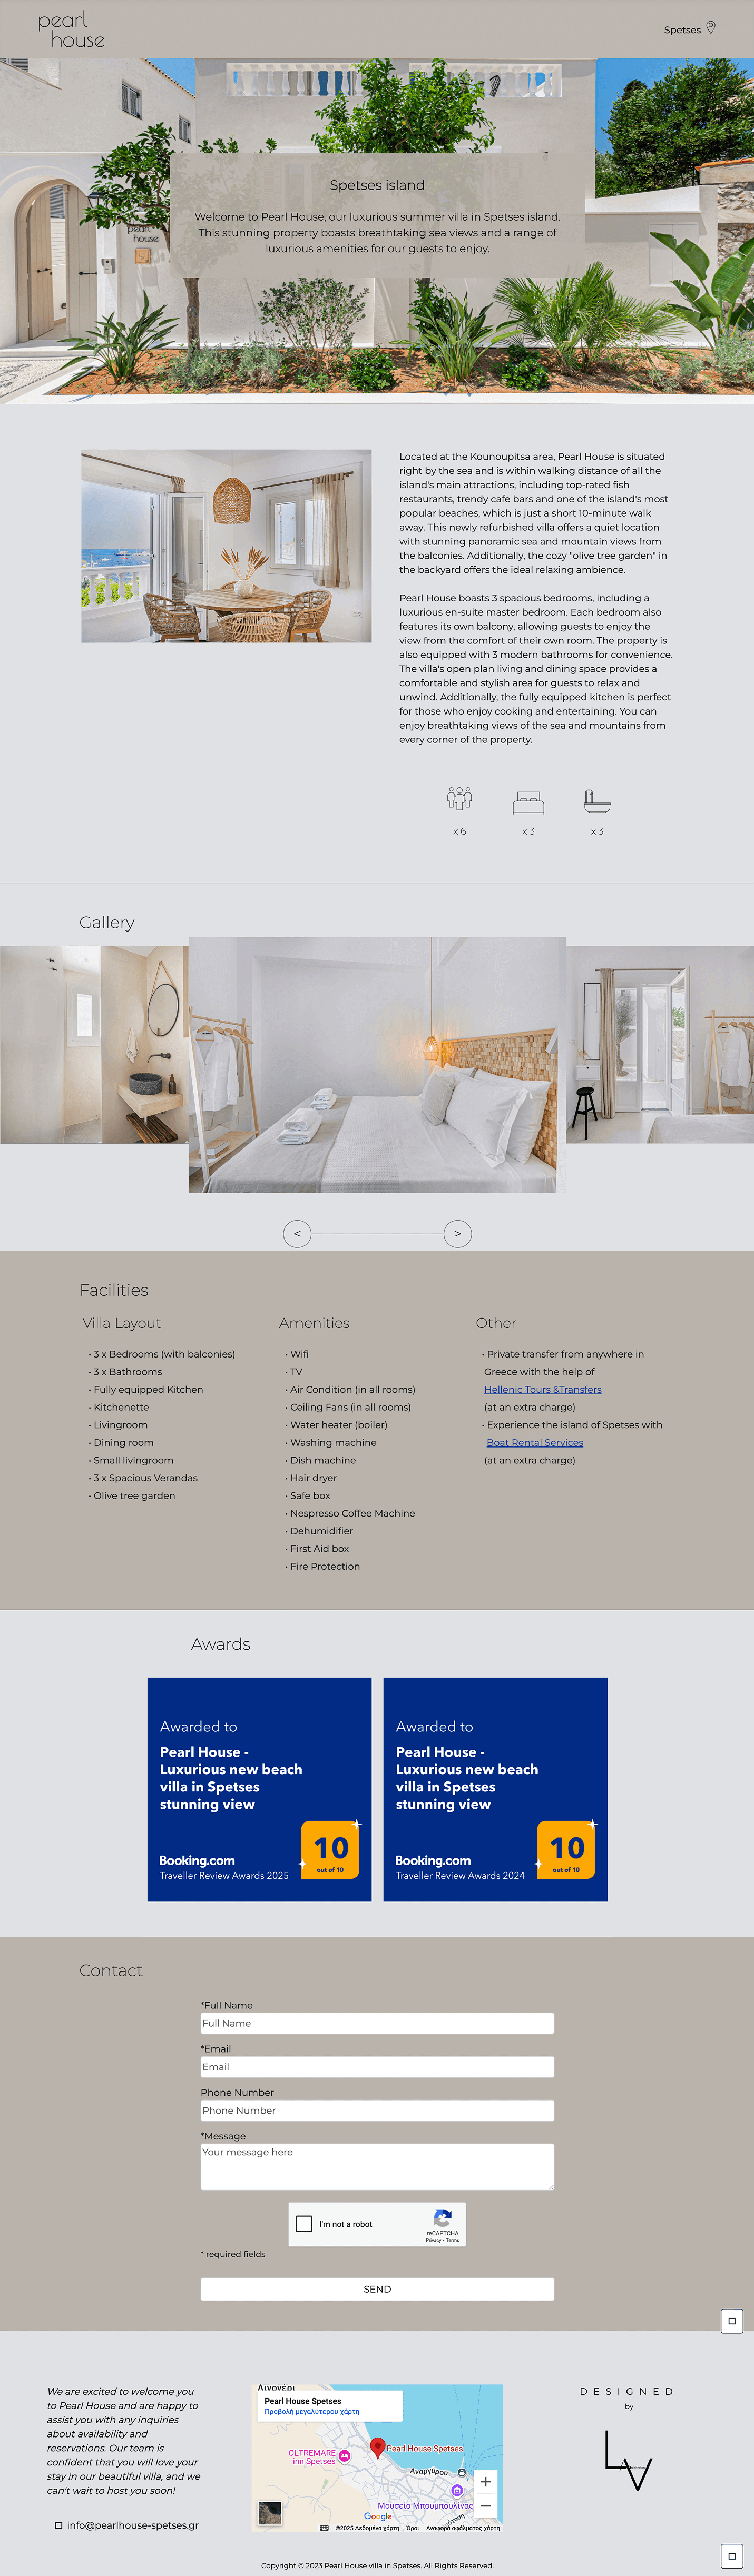 pearl
house
Spetses
Spetses island
Welcome to Pearl House, our luxurious summer villa in Spetses island.
This stunning property boasts breathtaking sea views and a range of
luxurious amenities for our guests to enjoy.
pearl
house
Located at the Kounoupitsa area, Pearl House is situated
right by the sea and is within walking distance of all the
island's main attractions, including top-rated fish
restaurants, trendy cafe bars and one of the island's most
popular beaches, which is just a short 10-minute walk
away. This newly refurbished villa offers a quiet location
with stunning panoramic sea and mountain views from
the balconies. Additionally, the cozy "olive tree garden" in
the backyard offers the ideal relaxing ambience.
Pearl House boasts 3 spacious bedrooms, including a
luxurious en-suite master bedroom. Each bedroom also
features its own balcony, allowing guests to enjoy the
view from the comfort of their own room. The property is
also equipped with 3 modern bathrooms for convenience.
The villa's open plan living and dining space provides a
comfortable and stylish area for guests to relax and
unwind. Additionally, the fully equipped kitchen is perfect
for those who enjoy cooking and entertaining. You can
enjoy breathtaking views of the sea and mountains from
every corner of the property.
x 6
x 3
x 3
Gallery
<
>
Facilities
Villa Layout
• 3 x Bedrooms (with balconies)
• 3 x Bathrooms
• Fully equipped Kitchen
• Kitchenette
• Livingroom
• Dining room
• Small livingroom
• 3 x Spacious Verandas
• Olive tree garden
Amenities
• Wifi
• TV
• Air Condition (in all rooms)
• Ceiling Fans (in all rooms)
• Water heater (boiler)
• Washing machine
• Dish machine
• Hair dryer
• Safe box
• Nespresso Coffee Machine
• Dehumidifier
• First Aid box
• Fire Protection
Other
• Private transfer from anywhere in
Greece with the help of
Hellenic Tours &Transfers
(at an extra charge)
• Experience the island of Spetses with
Boat Rental Services
(at an extra charge)
Awards
Awarded to
Pearl House -
Luxurious new beach
villa in Spetses
stunning view
10
out of 10
Booking.com
Traveller Review Awards 2025
Awarded to
Pearl House -
Luxurious new beach
villa in Spetses
stunning view
10
out of 10
Booking.com
Traveller Review Awards 2024
Contact
*Full Name
Full Name
*Email
Email
Phone Number
Phone Number
*Message
Your message here
I'm not a robot
reCAPTCHA
Privacy - Terms
* required fields
SEND
We are excited to welcome you
to Pearl House and are happy to
assist you with any inquiries
about availability and
reservations. Our team is
confident that you will love your
stay in our beautiful villa, and we
can't wait to host you soon!
info@pearlhouse-spetses.gr
Λιγονέρι
Pearl House Spetses
Προβολή μεγαλύτερου χάρτη
Pearl House Spetses
OLTREMARE
inn Spetses
Αναργύρου
Μουσείο Μπουμπουλίνας
Google
©2025 Δεδομένα χάρτη
Όροι
Αναφορά σφάλματος χάρτη
DESIGNED
by
LV
Copyright © 2023 Pearl House villa in Spetses. All Rights Reserved.